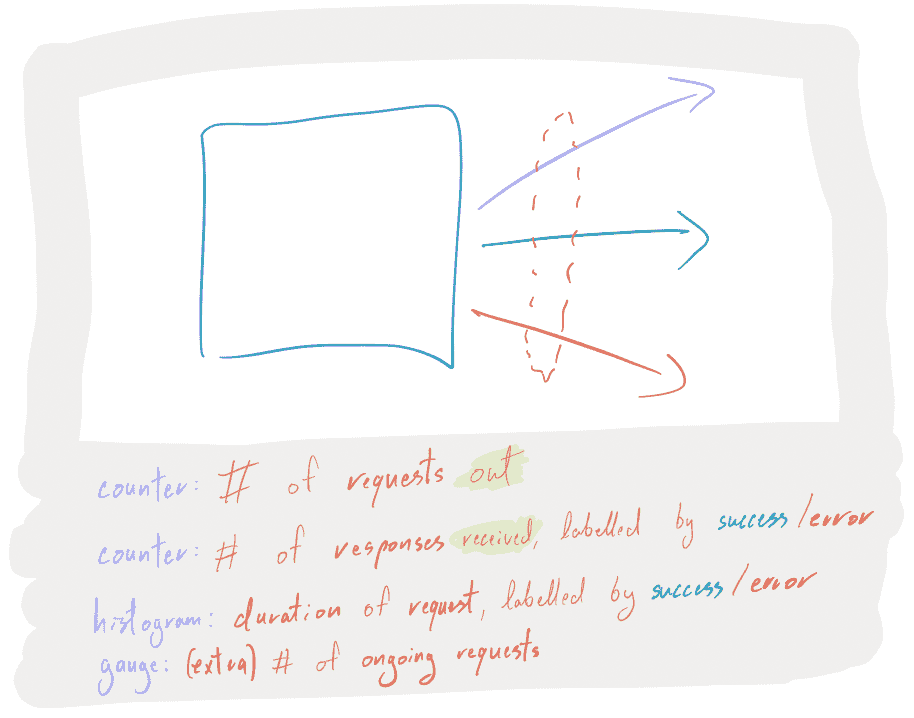 counter: # of requests out
counter: # of responses received, labelled by success/error
histogram: duration of request, labelled by success/error
gauge: (extra) # of ongoing requests